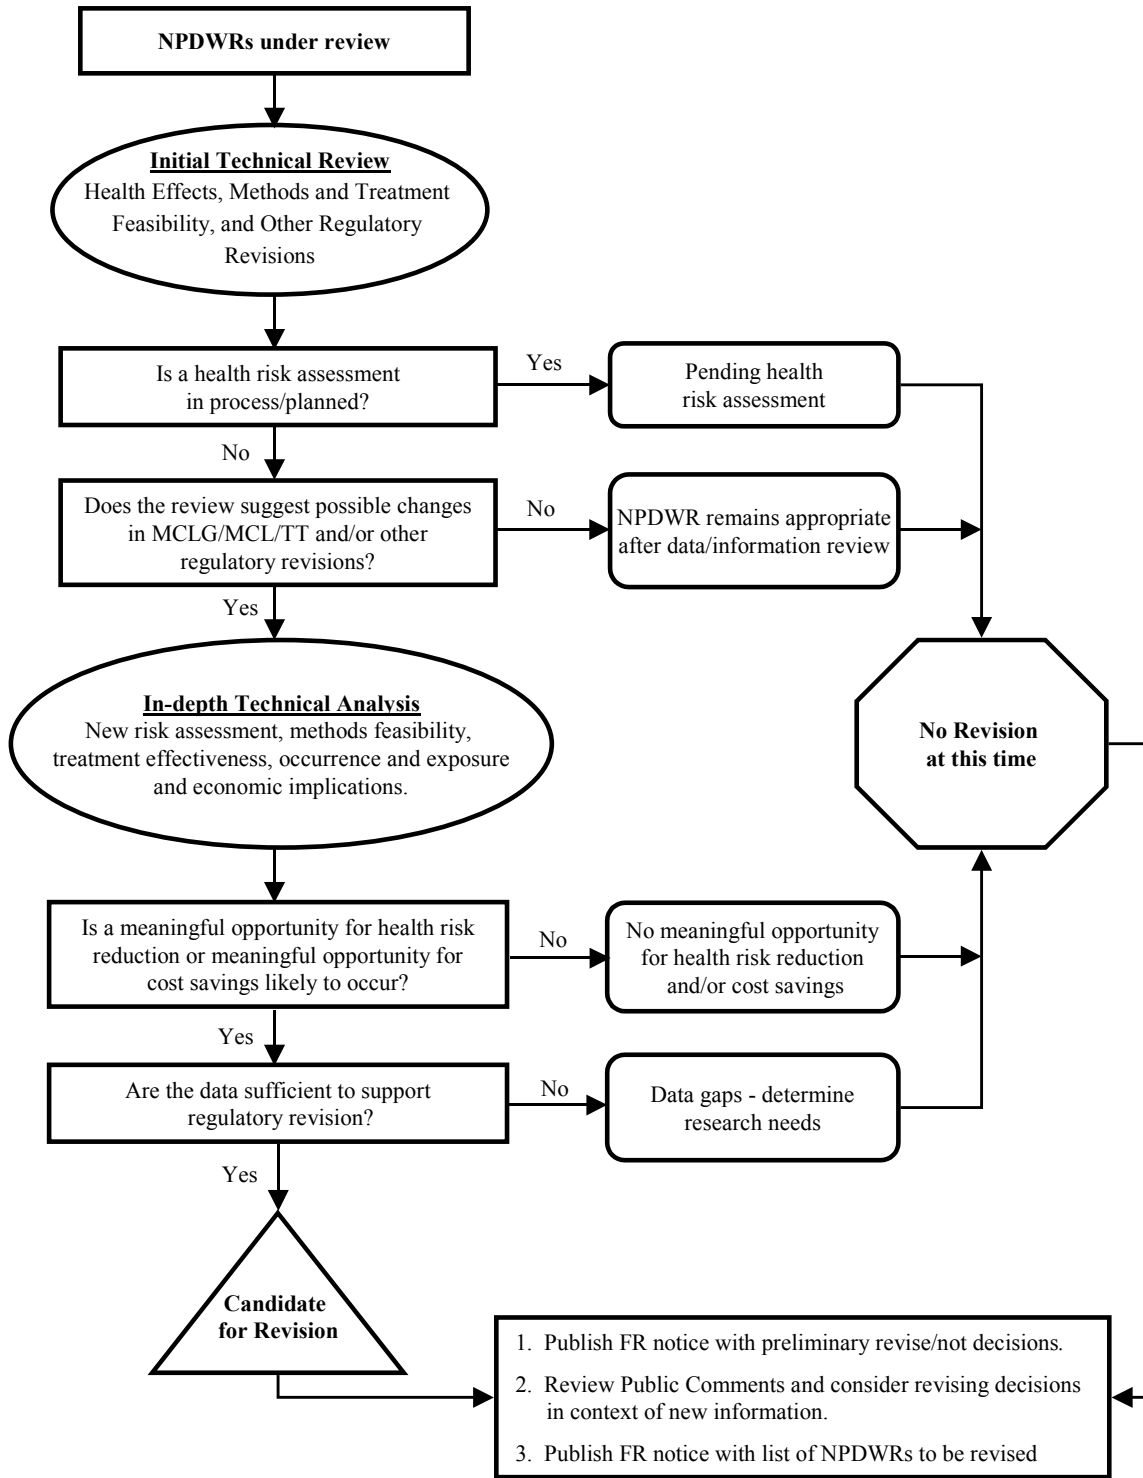 NPDWRs under review
Initial Technical Review
Health Effects, Methods and Treatment
Feasibility, and Other Regulatory
Revisions
Is a health risk assessment
in process/planned?
Yes
Pending health
risk assessment
No
Does the review suggest possible changes
in MCLG/MCL/TT and/or other
regulatory revisions?
No
NPDWR remains appropriate
after data/information review
Yes
In-depth Technical Analysis
New risk assessment, methods feasibility,
treatment effectiveness, occurrence and exposure
and economic implications.
No Revision
at this time
Is a meaningful opportunity for health risk
reduction or meaningful opportunity for
cost savings likely to occur?
No
No meaningful opportunity
for health risk reduction
and/or cost savings
Yes
Are the data sufficient to support
regulatory revision?
No
Data gaps - determine
research needs
Yes
Candidate
for Revision
1. Publish FR notice with preliminary revise/not decisions.
2. Review Public Comments and consider revising decisions
in context of new information.
3. Publish FR notice with list of NPDWRs to be revised